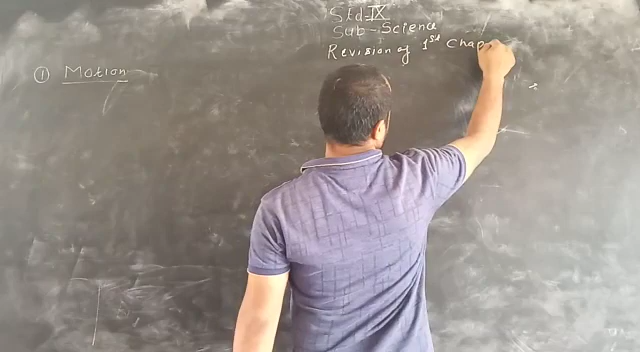 Std-IX
Sub-Science
Revision of 1st Chap
① Motion